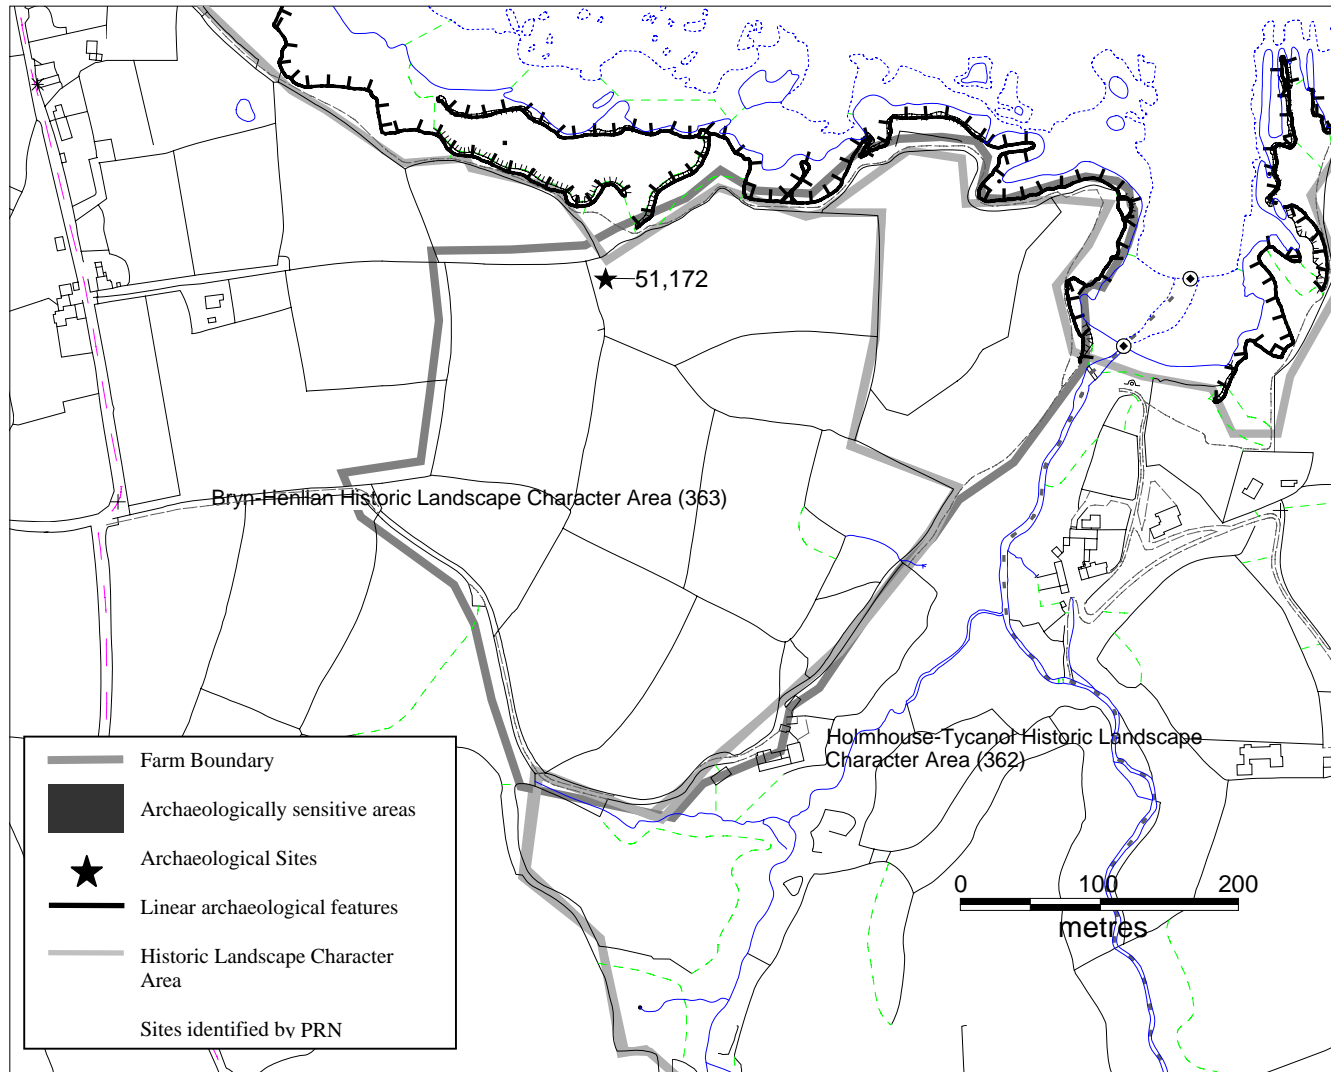 51,172
Bryn-Henllan Historic Landscape Character Area (363)
Holmhouse-Tycanol Historic Landscape
Character Area (362)
0 100 200
metres
Farm Boundary
Archaeologically sensitive areas
Archaeological Sites
Linear archaeological features
Historic Landscape Character
Area
Sites identified by PRN